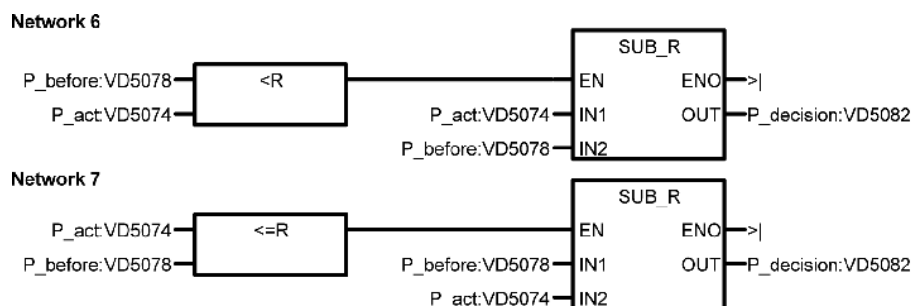 Network 6
SUB_R
P_before:VD5078
<R
EN ENO >|
P_act:VD5074
P_act:VD5074 IN1 OUT P_decision:VD5082
P_before:VD5078 IN2
Network 7
SUB_R
P_act:VD5074
<=R
EN ENO >|
P_before:VD5078
P_before:VD5078 IN1 OUT P_decision:VD5082
P_act:VD5074 IN2